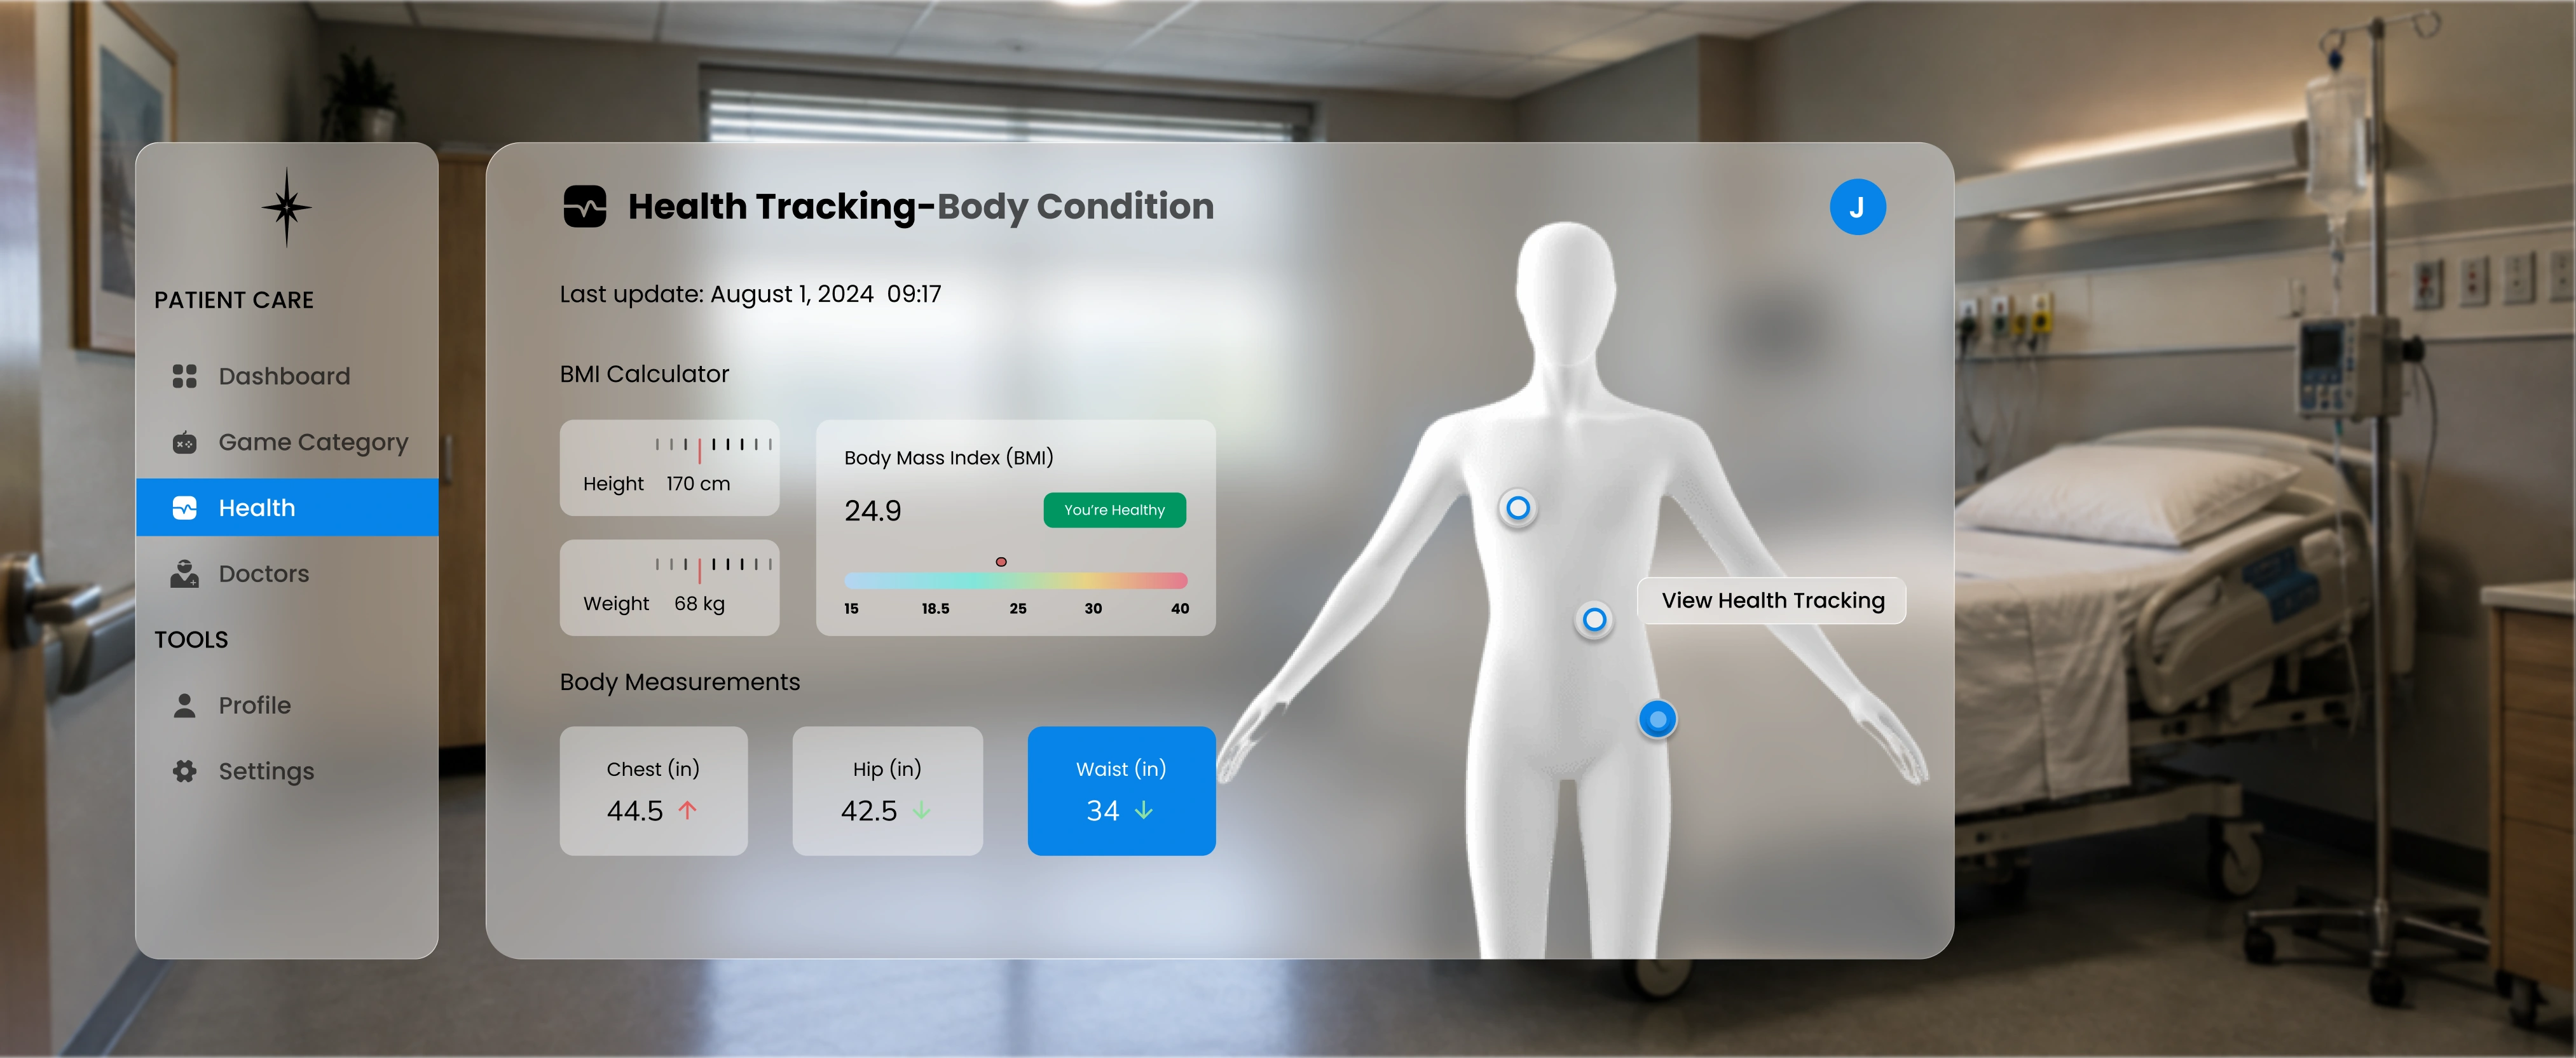 PATIENT CARE
Dashboard
Game Category
Health
Doctors
TOOLS
Profile
Settings
Health Tracking-Body Condition
J
Last update: August 1, 2024 09:17
BMI Calculator
Height 170 cm
Weight 68 kg
Body Mass Index (BMI)
24.9
You're Healthy
15 18.5 25 30 40
Body Measurements
Chest (in)
44.5
Hip (in)
42.5
Waist (in)
34
View Health Tracking